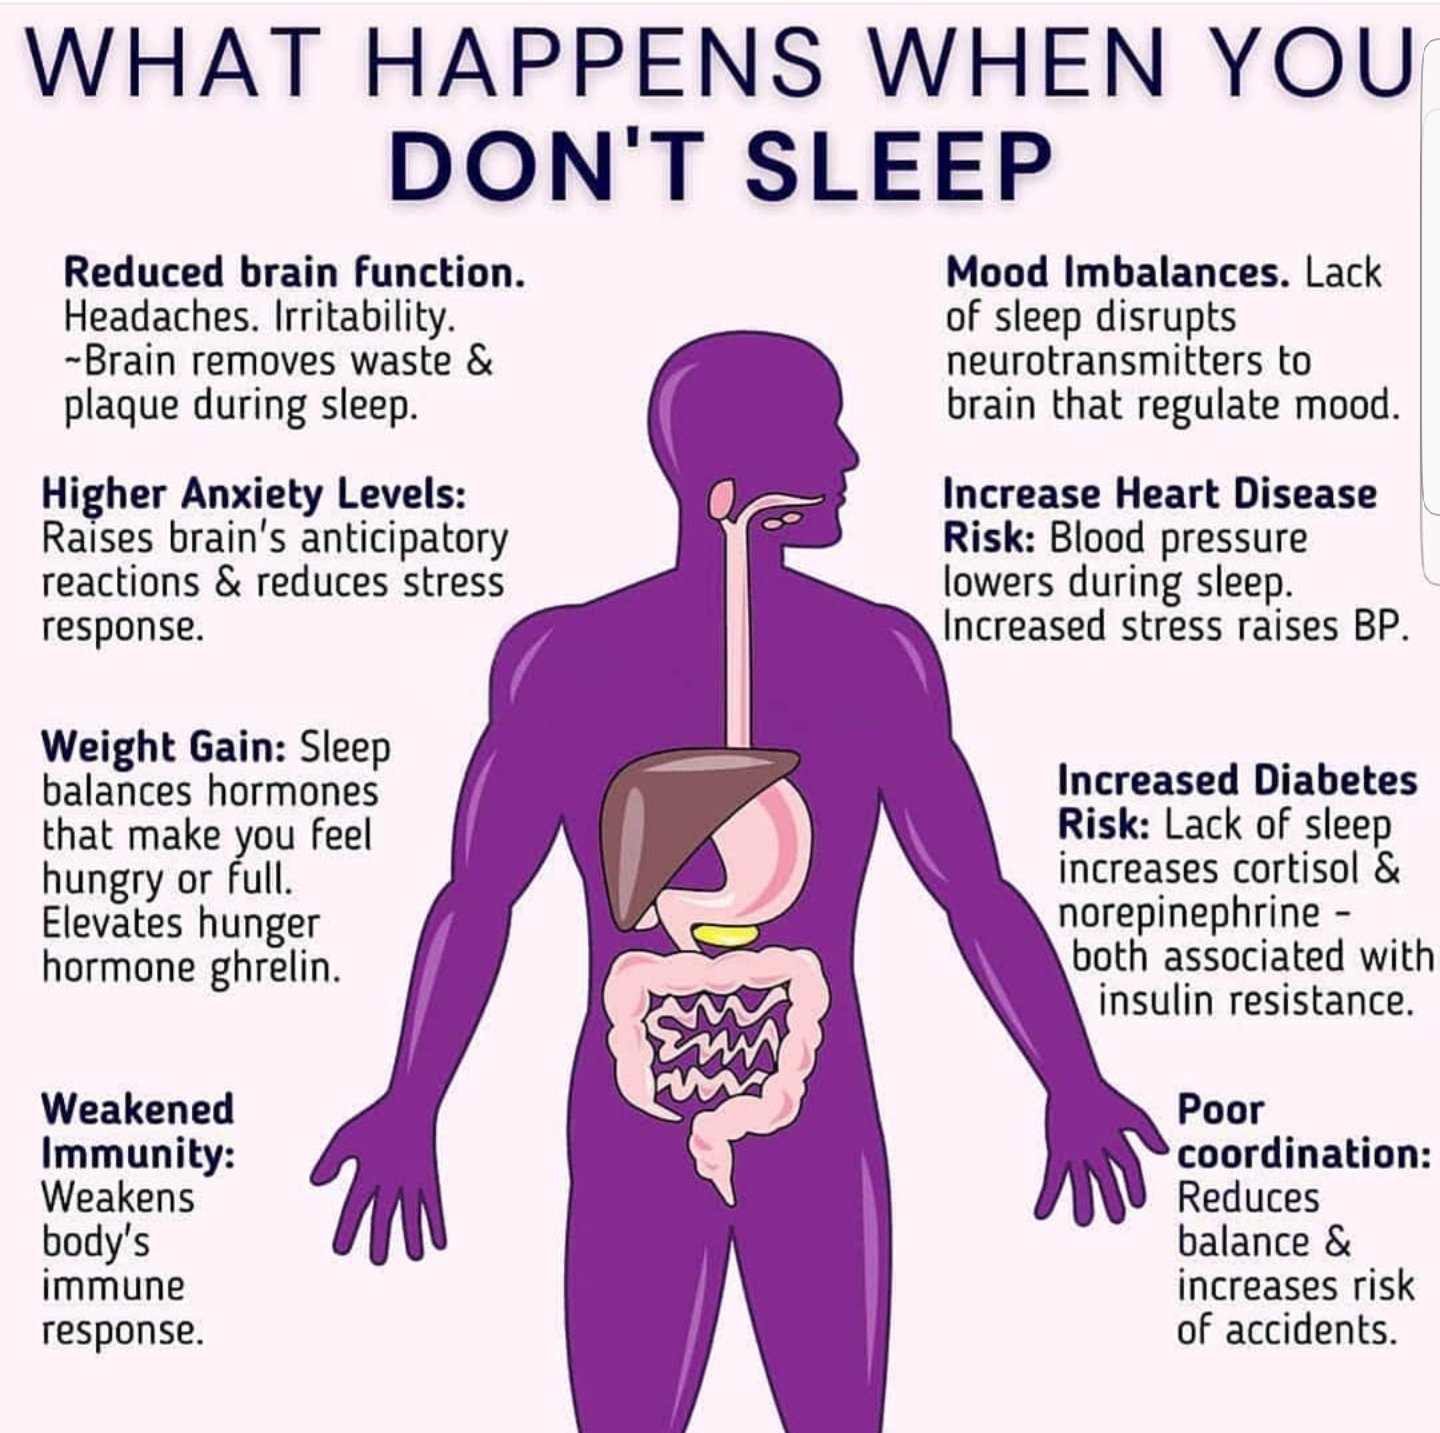 WHAT HAPPENS WHEN YOU
DON'T SLEEP
Reduced brain function.
Headaches. Irritability.
~Brain removes waste &
plaque during sleep.
Higher Anxiety Levels:
Raises brain's anticipatory
reactions & reduces stress
response.
Weight Gain: Sleep
balances hormones
that make you feel
hungry or full.
Elevates hunger
hormone ghrelin.
Weakened
Immunity:
Weakens
body's
immune
response.
Mood Imbalances. Lack
of sleep disrupts
neurotransmitters to
brain that regulate mood.
Increase Heart Disease
Risk: Blood pressure
lowers during sleep.
Increased stress raises BP.
Increased Diabetes
Risk: Lack of sleep
increases cortisol &
norepinephrine -
both associated with
insulin resistance.
Poor
coordination:
Reduces
balance &
increases risk
of accidents.